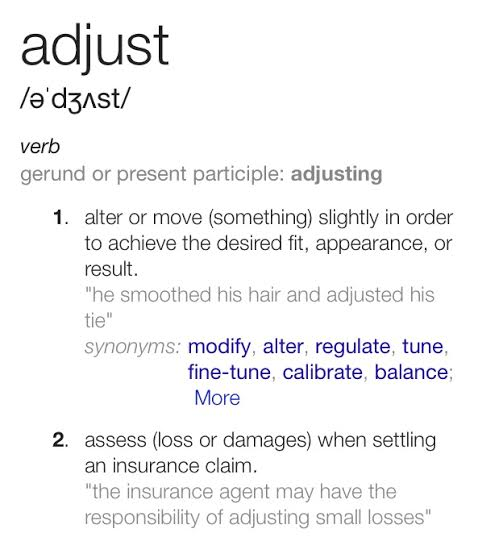 adjust
/əˈdʒʌst/
verb
gerund or present participle: adjusting
1. alter or move (something) slightly in order
to achieve the desired fit, appearance, or
result.
"he smoothed his hair and adjusted his
tie"
synonyms: modify, alter, regulate, tune,
fine-tune, calibrate, balance;
More
2. assess (loss or damages) when settling
an insurance claim.
"the insurance agent may have the
responsibility of adjusting small losses"